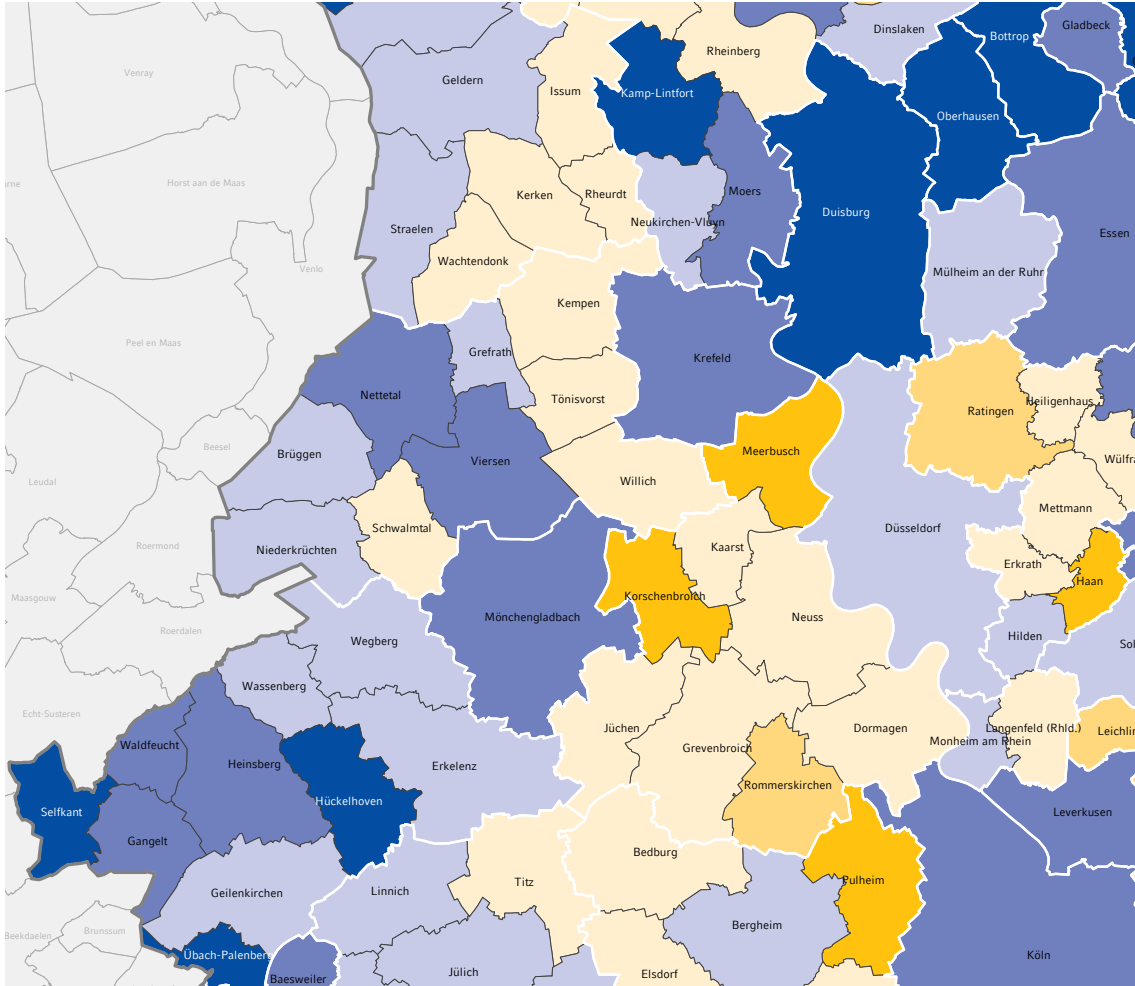 Gladbeck
Dinslaken
Bottrop
Rheinberg
Venray
Geldern
Issum
Kamp-Lintfort
Oberhausen
Horst aan de Maas
Kerken
Rheurdt
Moers
Duisburg
Neukirchen-Vluyn
Straelen
Essen
Wachtendonk
Venlo
Mülheim an der Ruhr
Kempen
Peel en Maas
Grefrath
Krefeld
Nettetal
Tönisvorst
Heiligenhaus
Ratingen
Beesel
Brüggen
Viersen
Meerbusch
Wülfra
Leudal
Willich
Mettmann
Schwalmtal
Düsseldorf
Roermond
Niederkrüchten
Kaarst
Erkrath
Haan
Maasgouw
Korschenbroich
Mönchengladbach
Neuss
Roerdalen
Wegberg
Hilden
Sol
Wassenberg
Echt-Susteren
Jüchen
Dormagen
Langenfeld (Rhld.)
Leichlin
Monheim am Rhein
Waldfeucht
Grevenbroich
Heinsberg
Erkelenz
Rommerskirchen
Hückelhoven
Selfkant
Leverkusen
Gangelt
Bedburg
Titz
Pulheim
Linnich
Geilenkirchen
Bergheim
Brunssum
Beekdaelen
Übach-Palenberg
Köln
Jülich
Elsdorf
Baesweiler